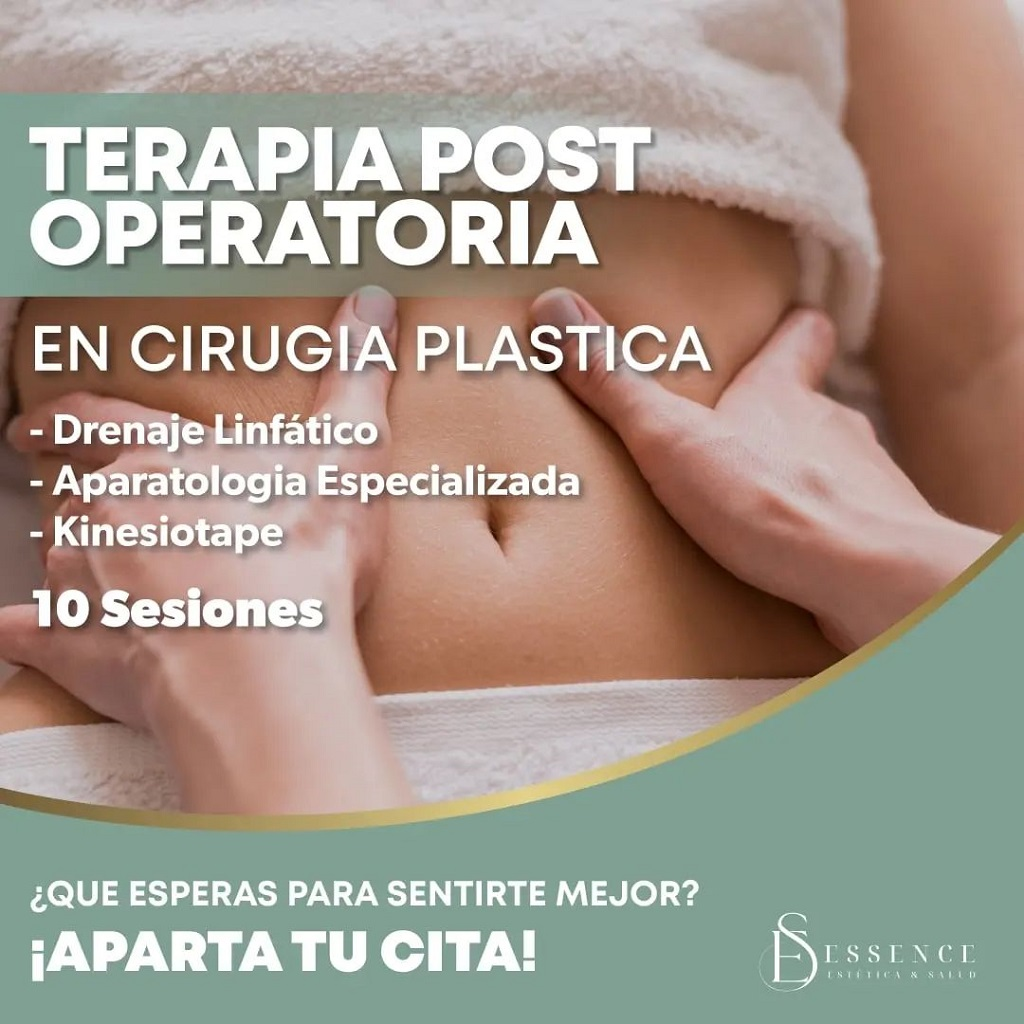 TERAPIA POST
OPERATORIA
EN CIRUGIA PLASTICA
- Drenaje Linfático
- Aparatologia Especializada
- Kinesiotape
10 Sesiones
¿QUE ESPERAS PARA SENTIRTE MEJOR?
¡APARTA TU CITA!
ES
ESSENCE
ESTÉTICA & SALUD